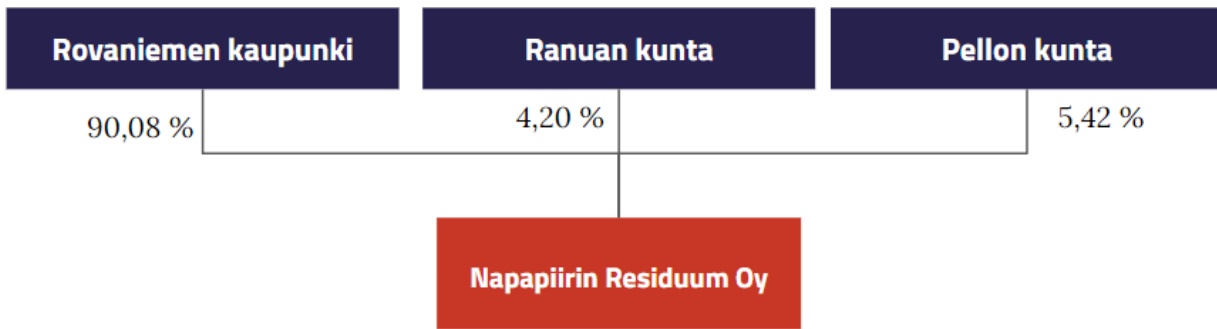 Rovaniemen kaupunki
Ranuan kunta
Pellon kunta
90,08 %
4,20 %
5,42 %
Napapiirin Residuum Oy